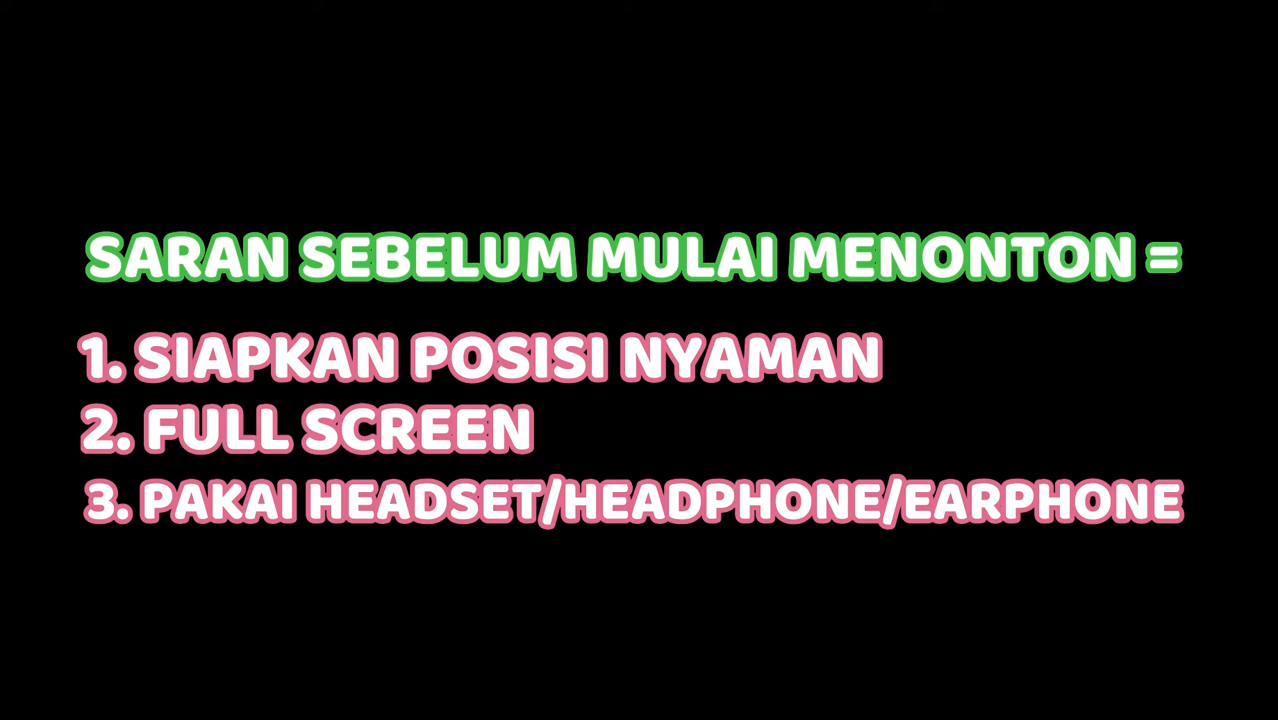 SARAN SEBELUM MULAI MENONTON =
1. SIAPKAN POSISI NYAMAN
2. FULL SCREEN
3. PAKAI HEADSET/HEADPHONE/EARPHONE